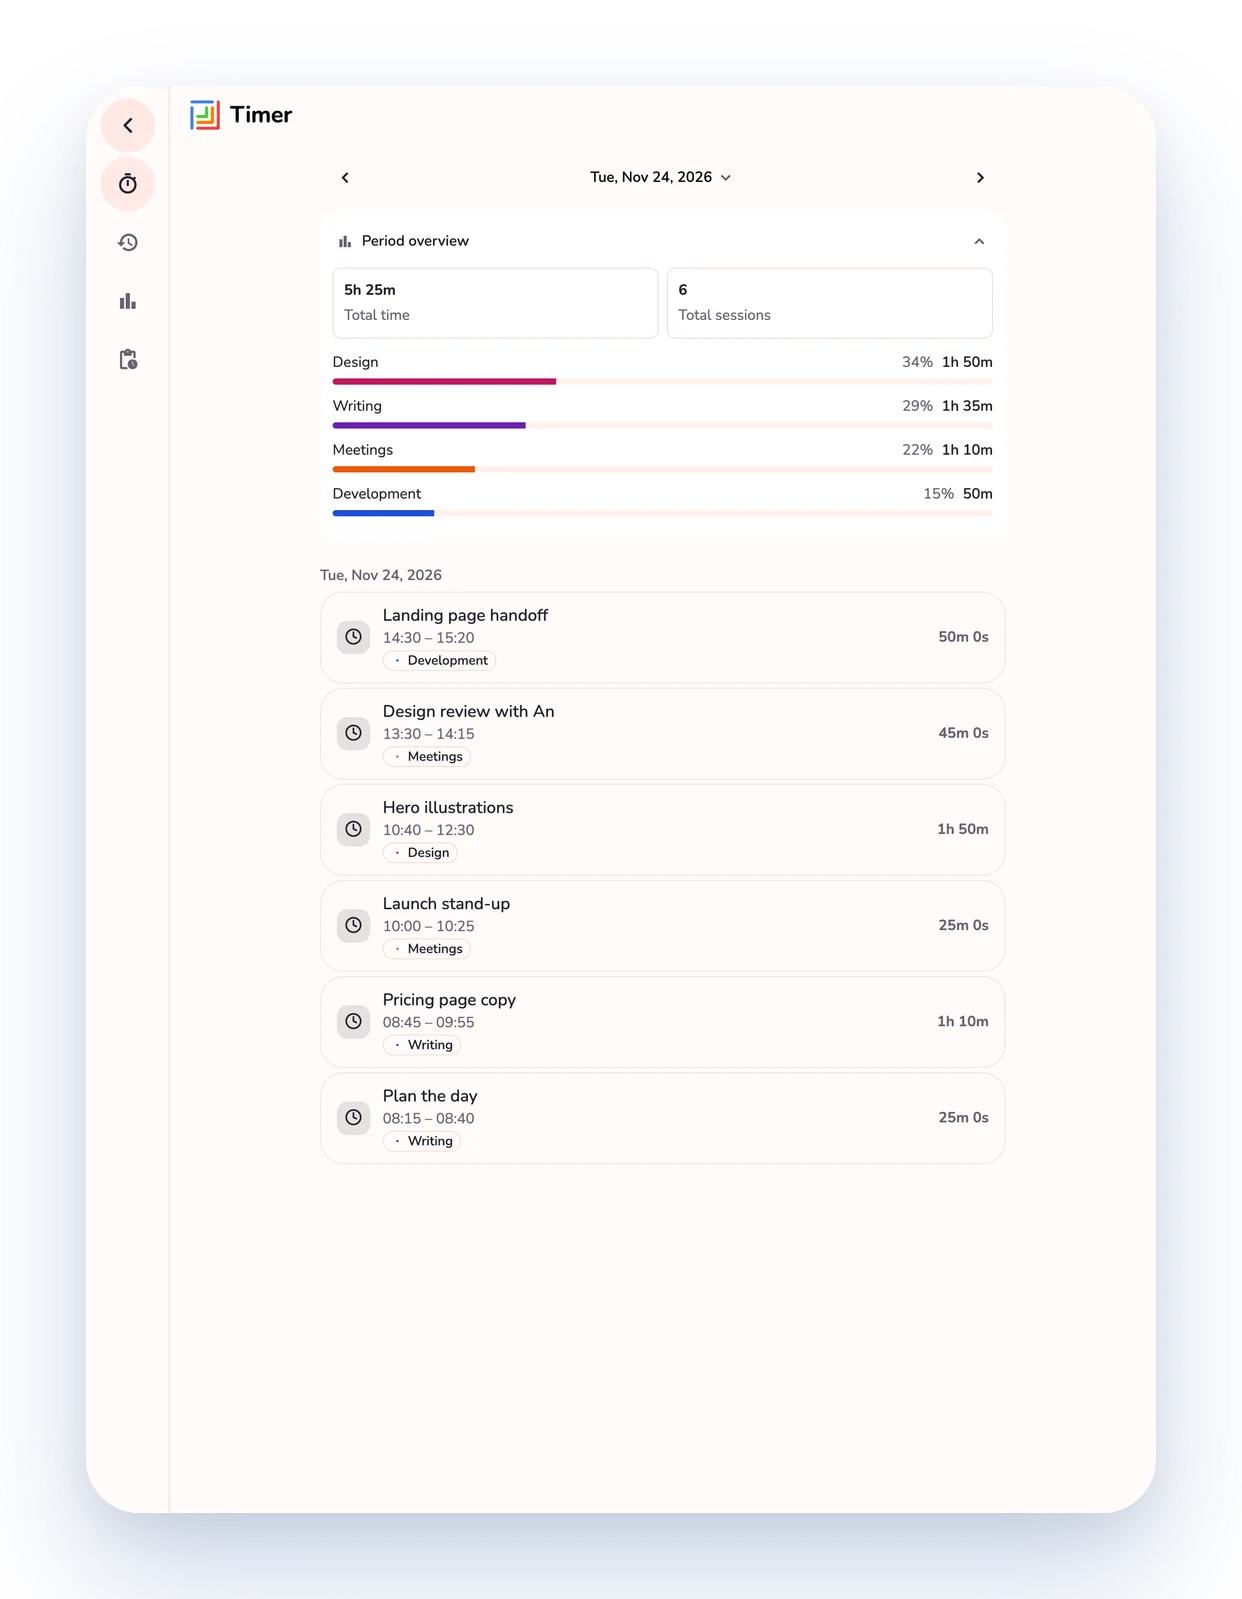 Timer
Tue, Nov 24, 2026
Period overview
5h 25m
Total time
6
Total sessions
Design 34% 1h 50m
Writing 29% 1h 35m
Meetings 22% 1h 10m
Development 15% 50m
Tue, Nov 24, 2026
Landing page handoff
14:30 – 15:20
50m 0s
Development
Design review with An
13:30 – 14:15
45m 0s
Meetings
Hero illustrations
10:40 – 12:30
1h 50m
Design
Launch stand-up
10:00 – 10:25
25m 0s
Meetings
Pricing page copy
08:45 – 09:55
1h 10m
Writing
Plan the day
08:15 – 08:40
25m 0s
Writing